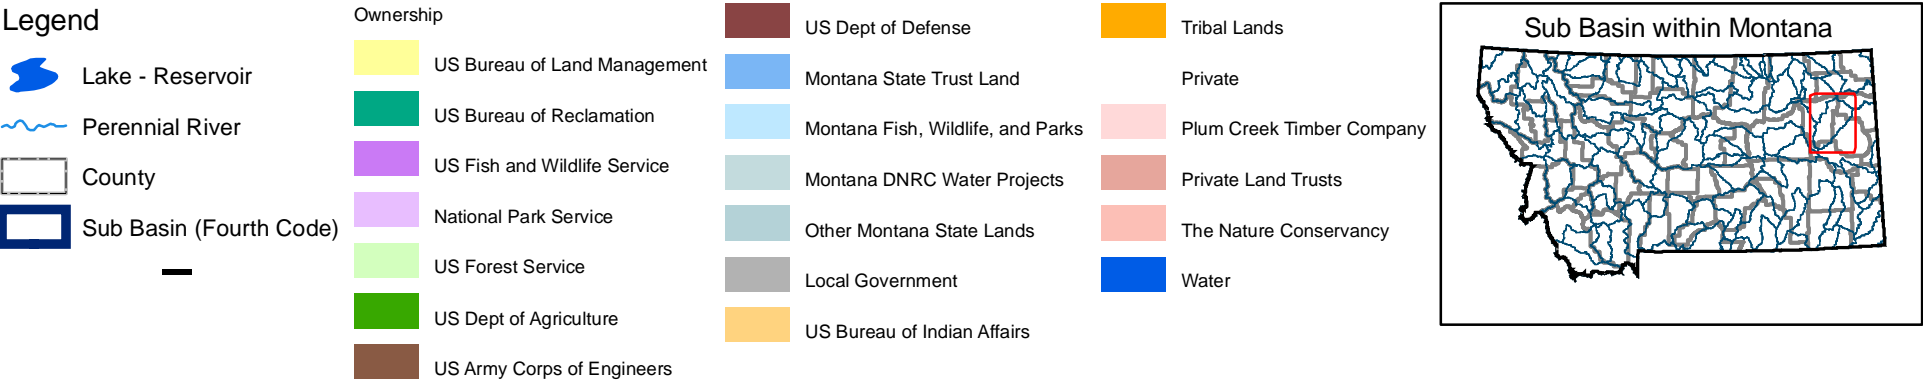 Legend
Lake - Reservoir
Perennial River
County
Sub Basin (Fourth Code)
Ownership
US Bureau of Land Management
US Bureau of Reclamation
US Fish and Wildlife Service
National Park Service
US Forest Service
US Dept of Agriculture
US Army Corps of Engineers
US Dept of Defense
Montana State Trust Land
Montana Fish, Wildlife, and Parks
Montana DNRC Water Projects
Other Montana State Lands
Local Government
US Bureau of Indian Affairs
Tribal Lands
Private
Plum Creek Timber Company
Private Land Trusts
The Nature Conservancy
Water
Sub Basin within Montana